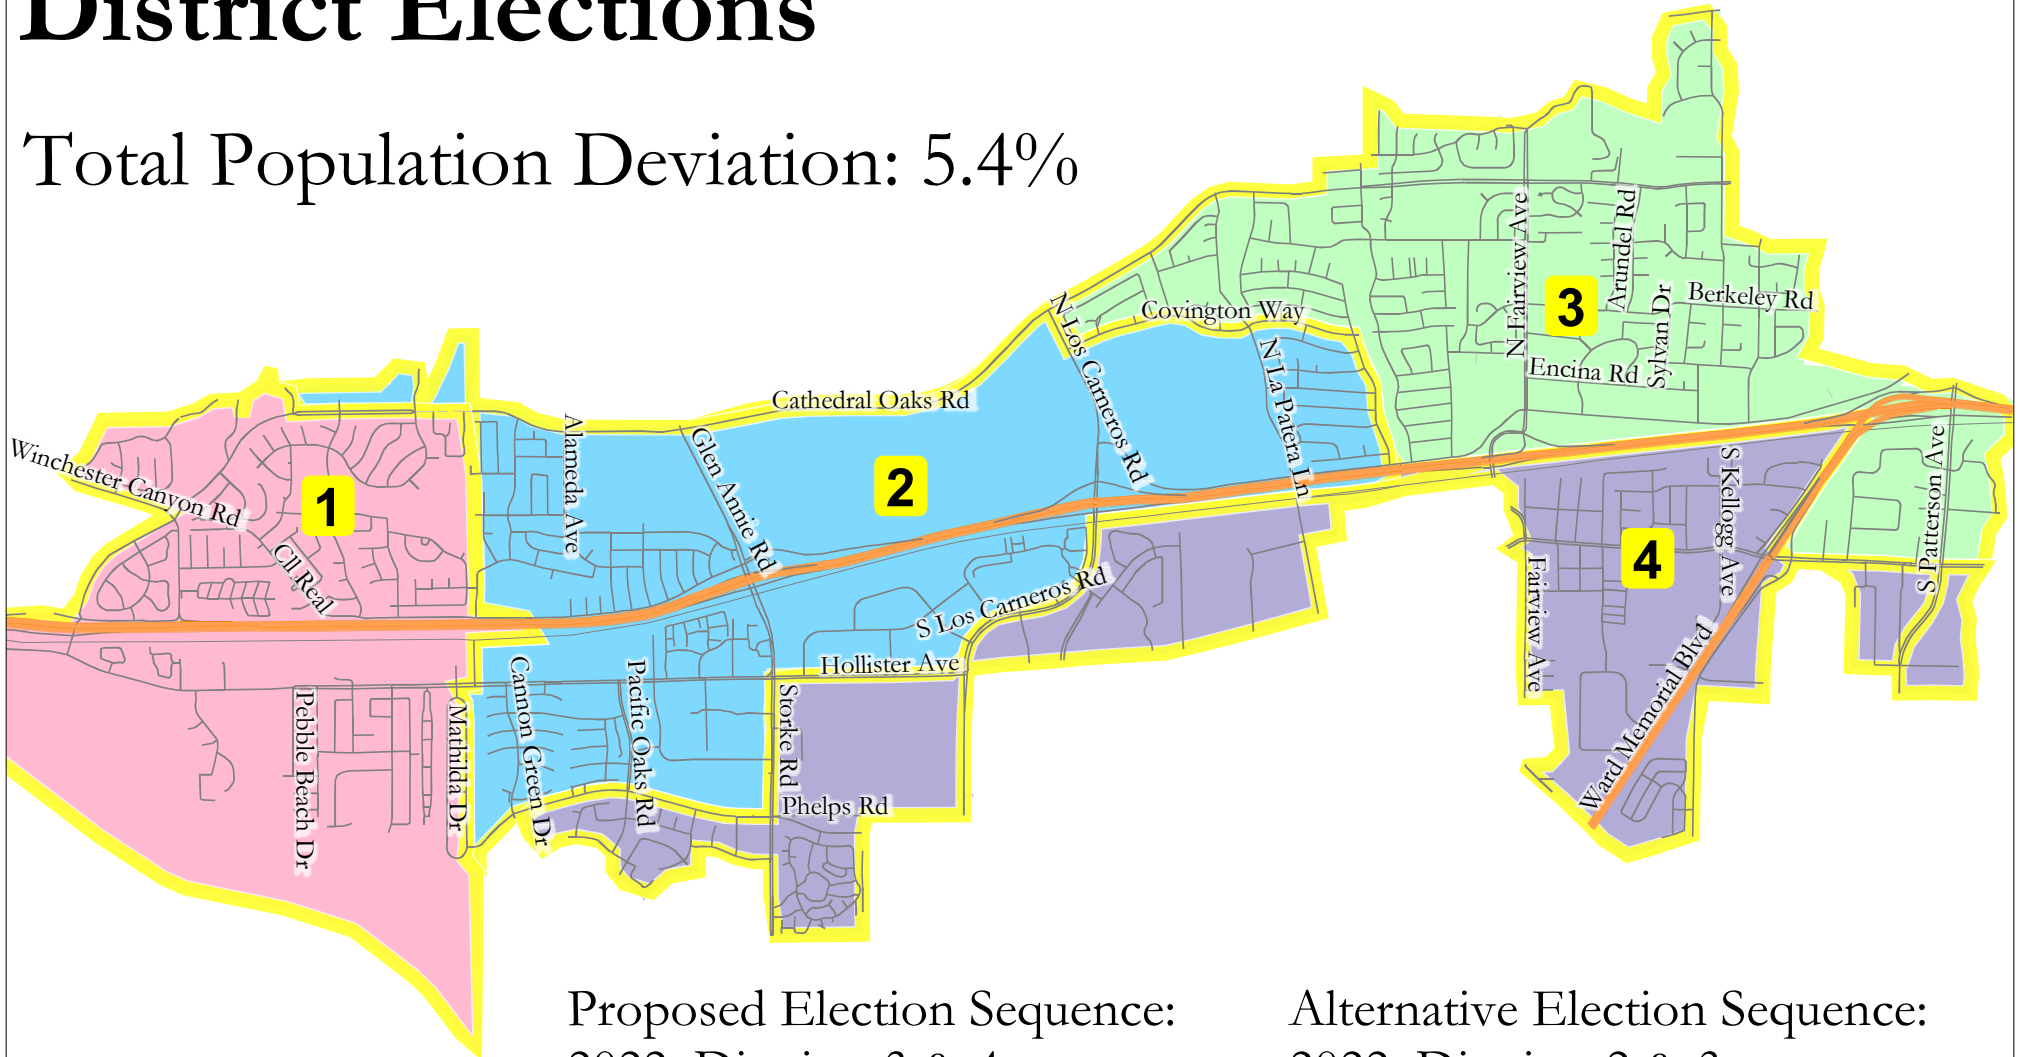 District Elections
Total Population Deviation: 5.4%
Winchester Canyon Rd
1
Cll Real
Alameda Ave
Glen Annie Rd
Cathedral Oaks Rd
2
N Los Carneros Rd
Covington Way
N La Patera Ln
N Fairview Ave
Arundel Rd
3
Sylvan Dr
Berkeley Rd
Encina Rd
S Kellogg Ave
4
S Patterson Ave
Fairview Ave
Ward Memorial Blvd
S Los Carneros Rd
Hollister Ave
Pebble Beach Dr
Mathilda Dr
Cannon Green Dr
Pacific Oaks Rd
Storke Rd
Phelps Rd
Proposed Election Sequence:
Alternative Election Sequence: